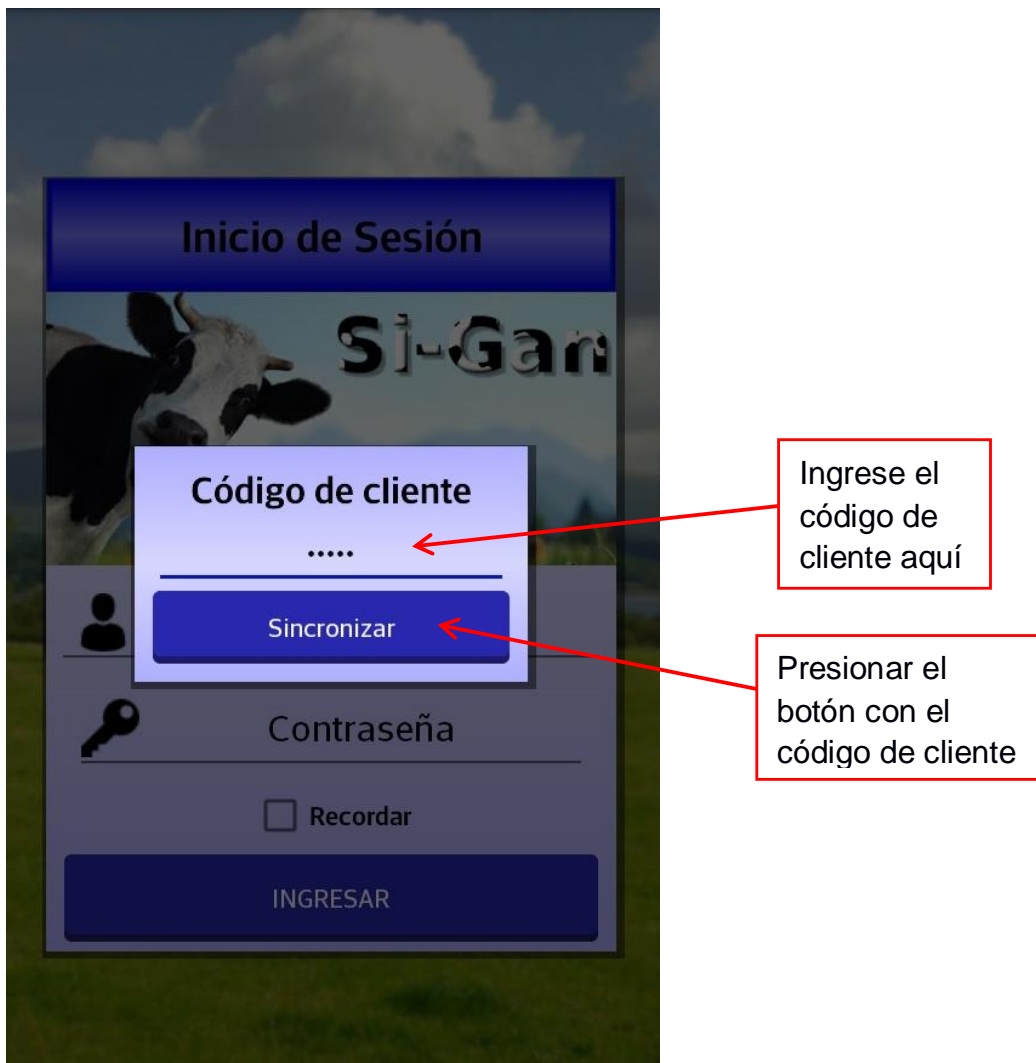 Inicio de Sesión
Si-Gan
Código de cliente
.....
Sincronizar
Contraseña
Recordar
INGRESAR
Ingrese el
código de
cliente aquí
Presionar el
botón con el
código de cliente